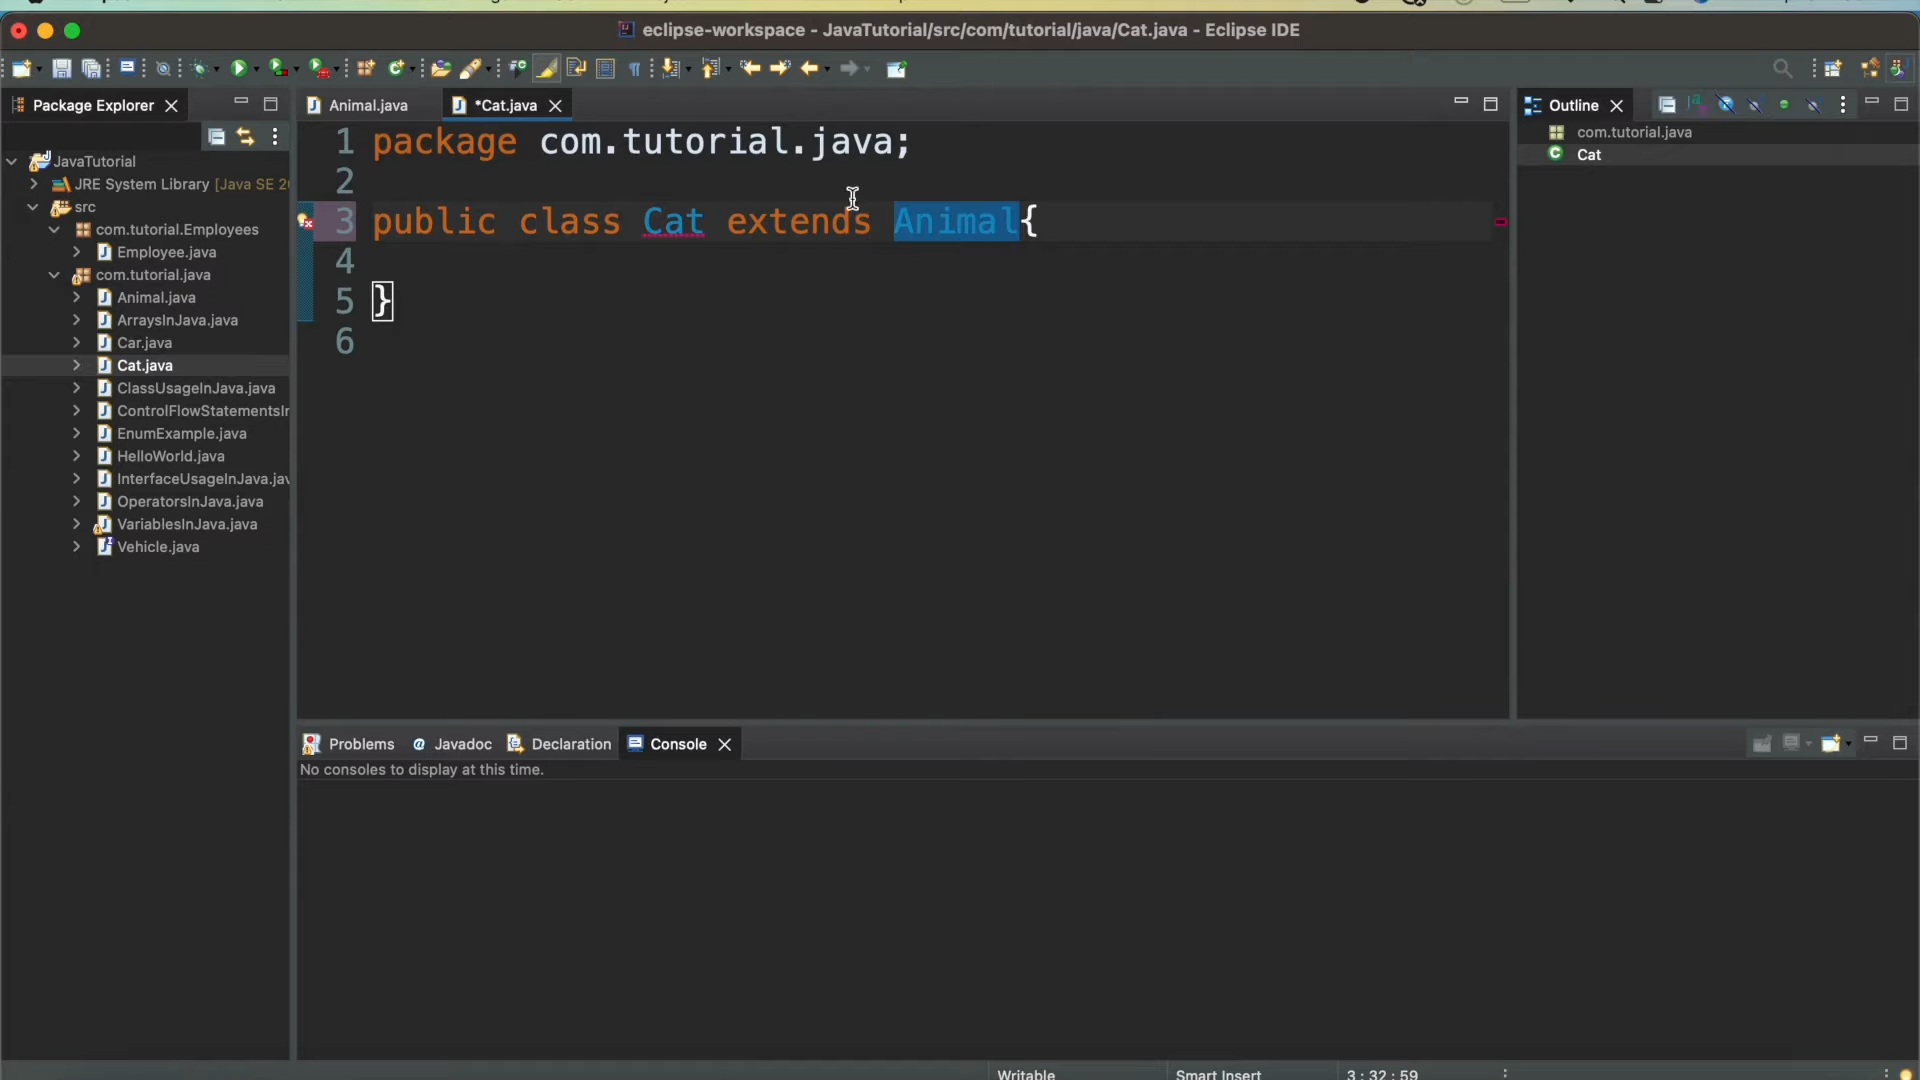 eclipse-workspace - JavaTutorial/src/com/tutorial/java/Cat.java - Eclipse IDE
Package Explorer
JavaTutorial
JRE System Library [Java SE 2
src
com.tutorial.Employees
Employee.java
com.tutorial.java
Animal.java
ArraysInJava.java
Car.java
Cat.java
ClassUsageInJava.java
ControlFlowStatementsIn
EnumExample.java
HelloWorld.java
InterfaceUsageInJava.jav
OperatorsInJava.java
VariablesInJava.java
Vehicle.java
Animal.java
*Cat.java
1 package com.tutorial.java;
2
3 public class Cat extends Animal{
4
5 }
6
Outline
com.tutorial.java
Cat
Problems
Javadoc
Declaration
Console
No consoles to display at this time.
Writable
Smart Insert
3 : 32 : 59